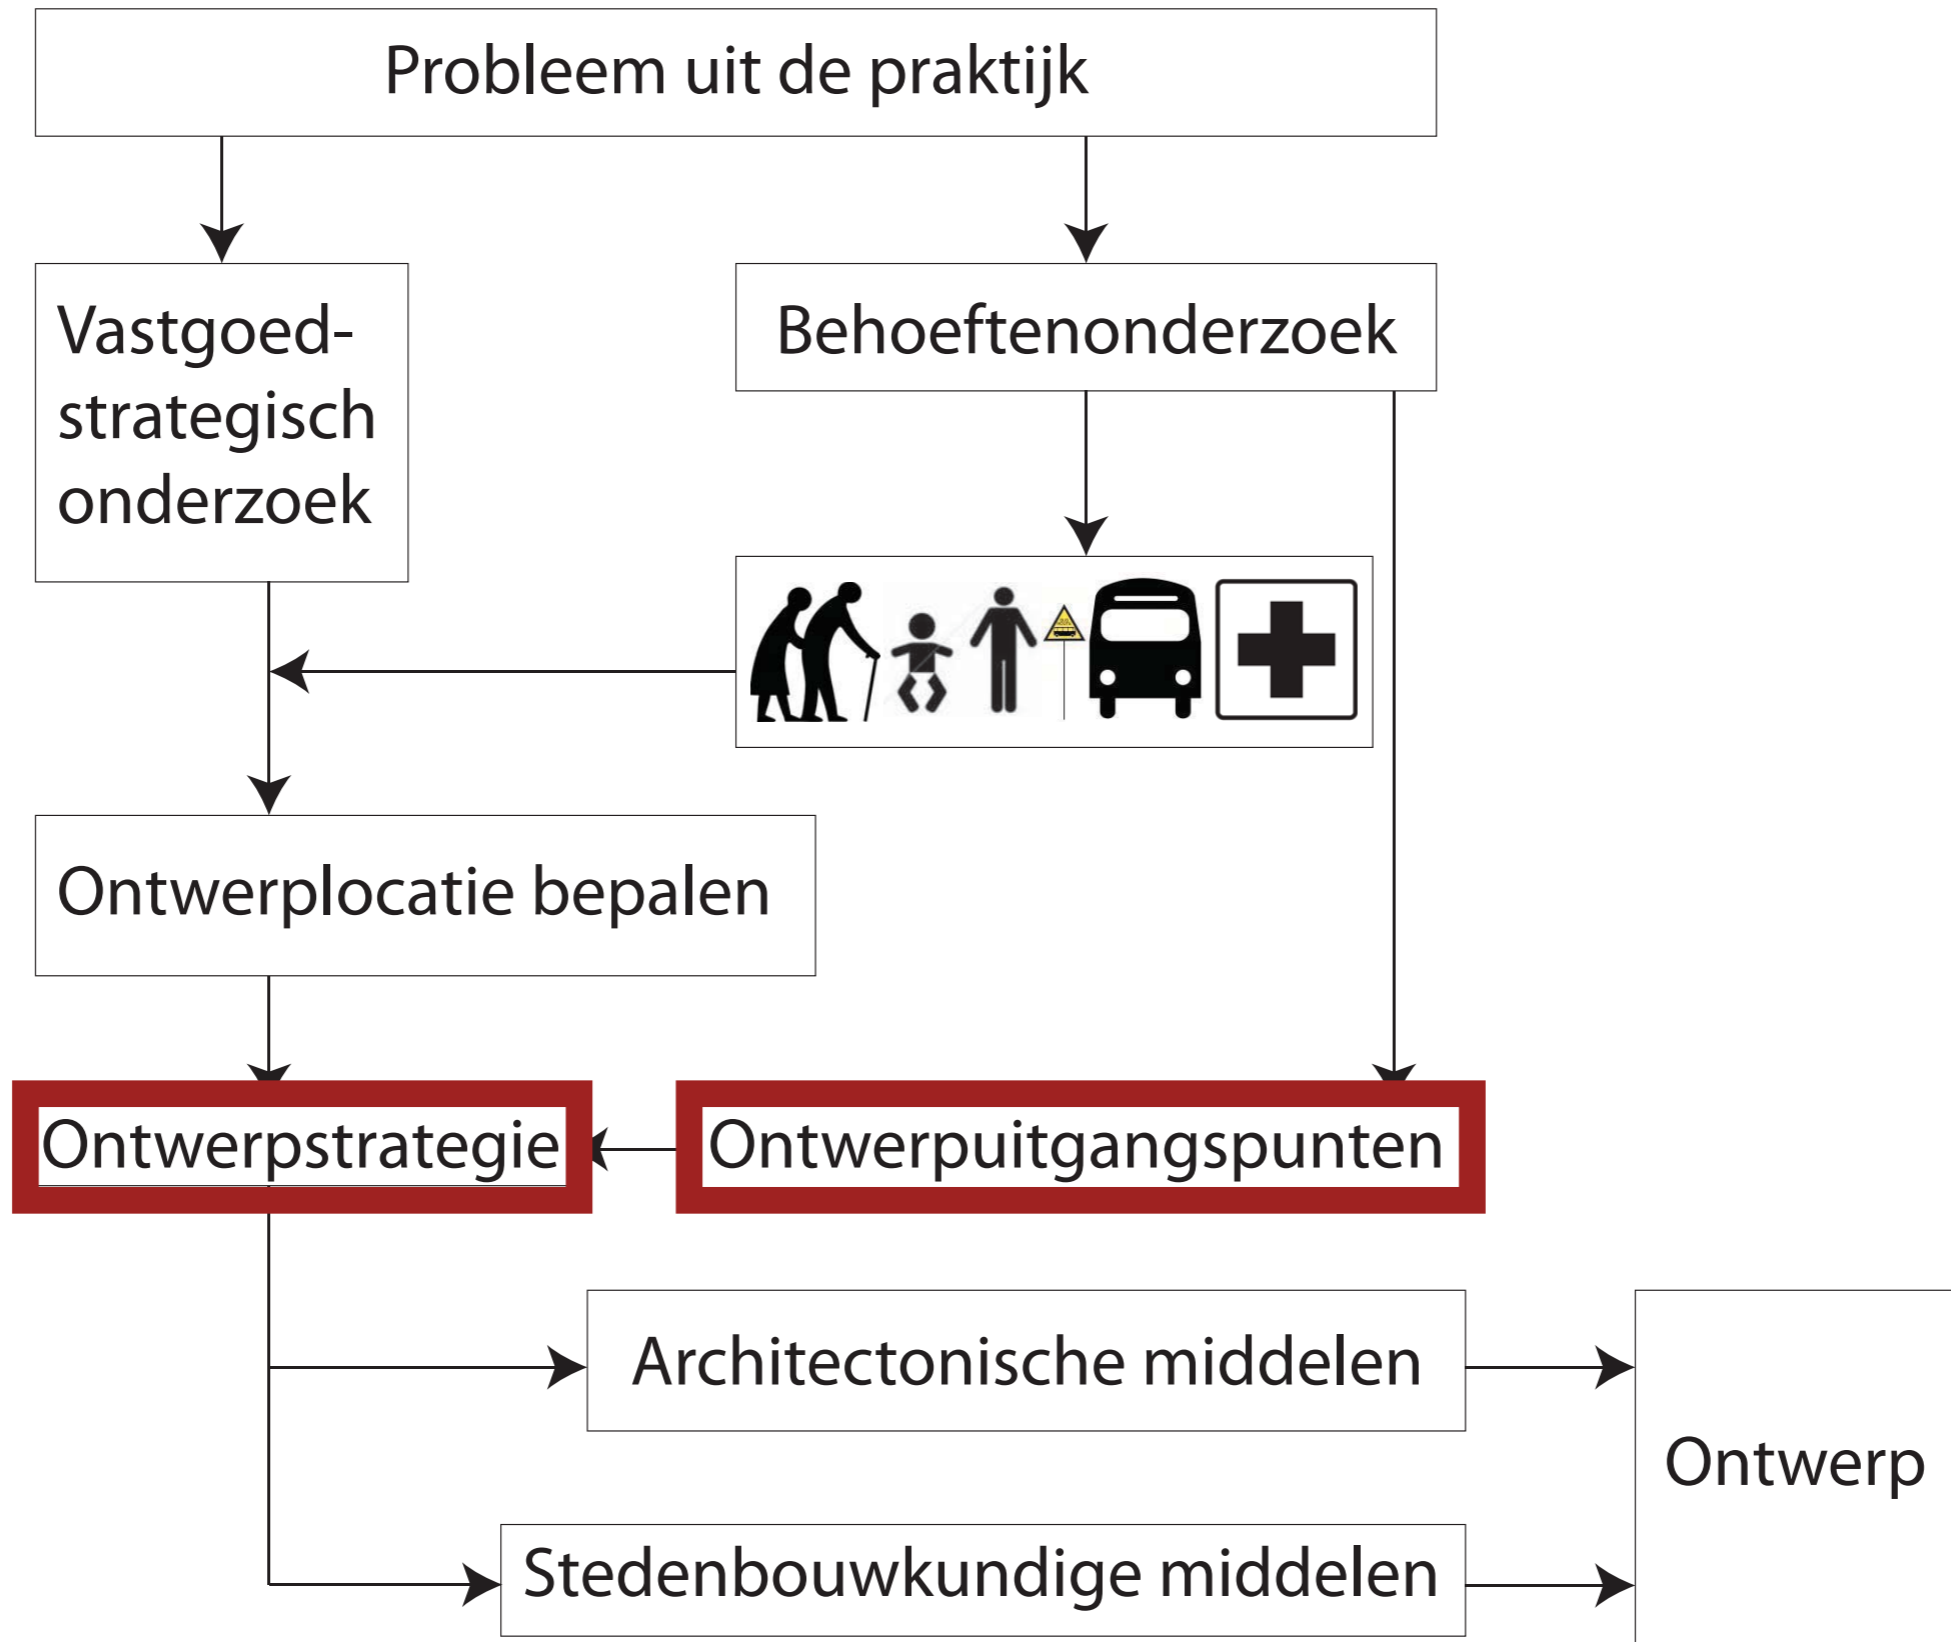 Probleem uit de praktijk
Vastgoed-
strategisch
onderzoek
Behoeftenonderzoek
Ontwerplocatie bepalen
Ontwerpstrategie
Ontwerpuitgangspunten
Architectonische middelen
Stedenbouwkundige middelen
Ontwerp